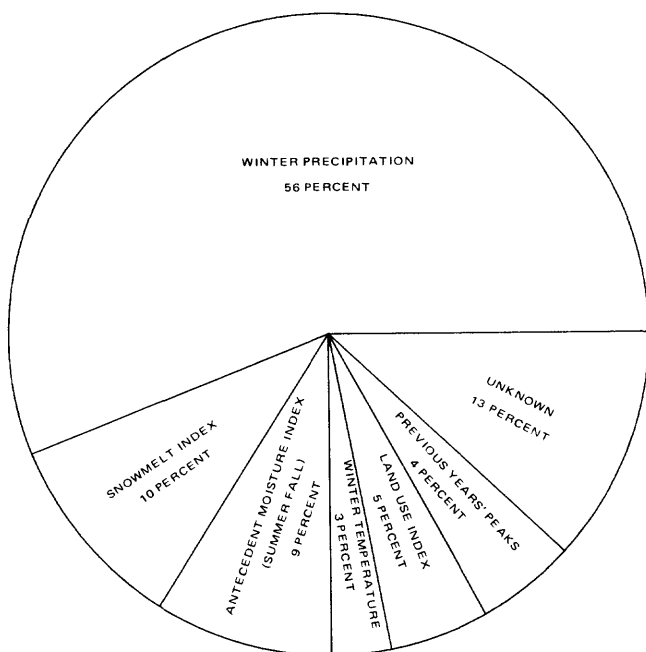 WINTER PRECIPITATION
56 PERCENT
UNKNOWN
13 PERCENT
PREVIOUS YEARS' PEAKS
4 PERCENT
LAND USE INDEX
5 PERCENT
WINTER TEMPERATURE
3 PERCENT
ANTECEDENT MOISTURE INDEX
(SUMMER FALL)
9 PERCENT
SNOWMELT INDEX
10 PERCENT